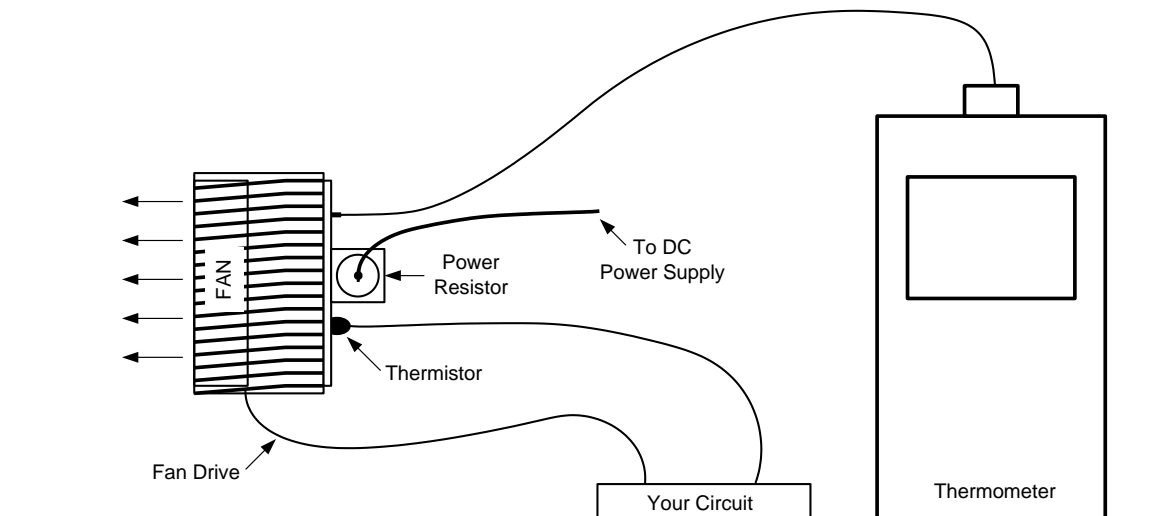 FAN
Power
Resistor
To DC
Power Supply
Thermistor
Fan Drive
Your Circuit
Thermometer